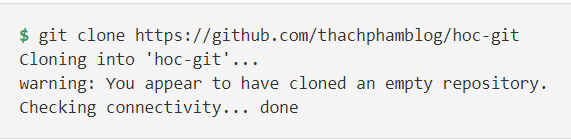 $ git clone https://github.com/thachphamblog/hoc-git
Cloning into 'hoc-git'...
warning: You appear to have cloned an empty repository.
Checking connectivity... done